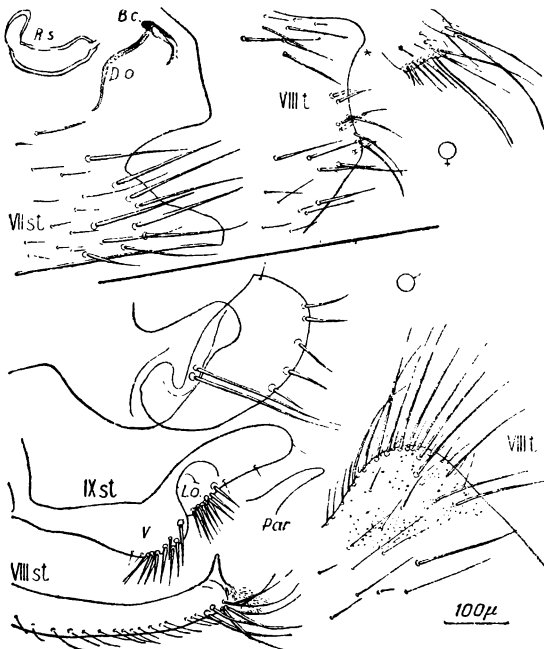 Rs
Bc.
Do
VIII t.
♀
VII st.
♂
VIII t.
IX st.
Lo.
Par
V
VIII st.
100μ